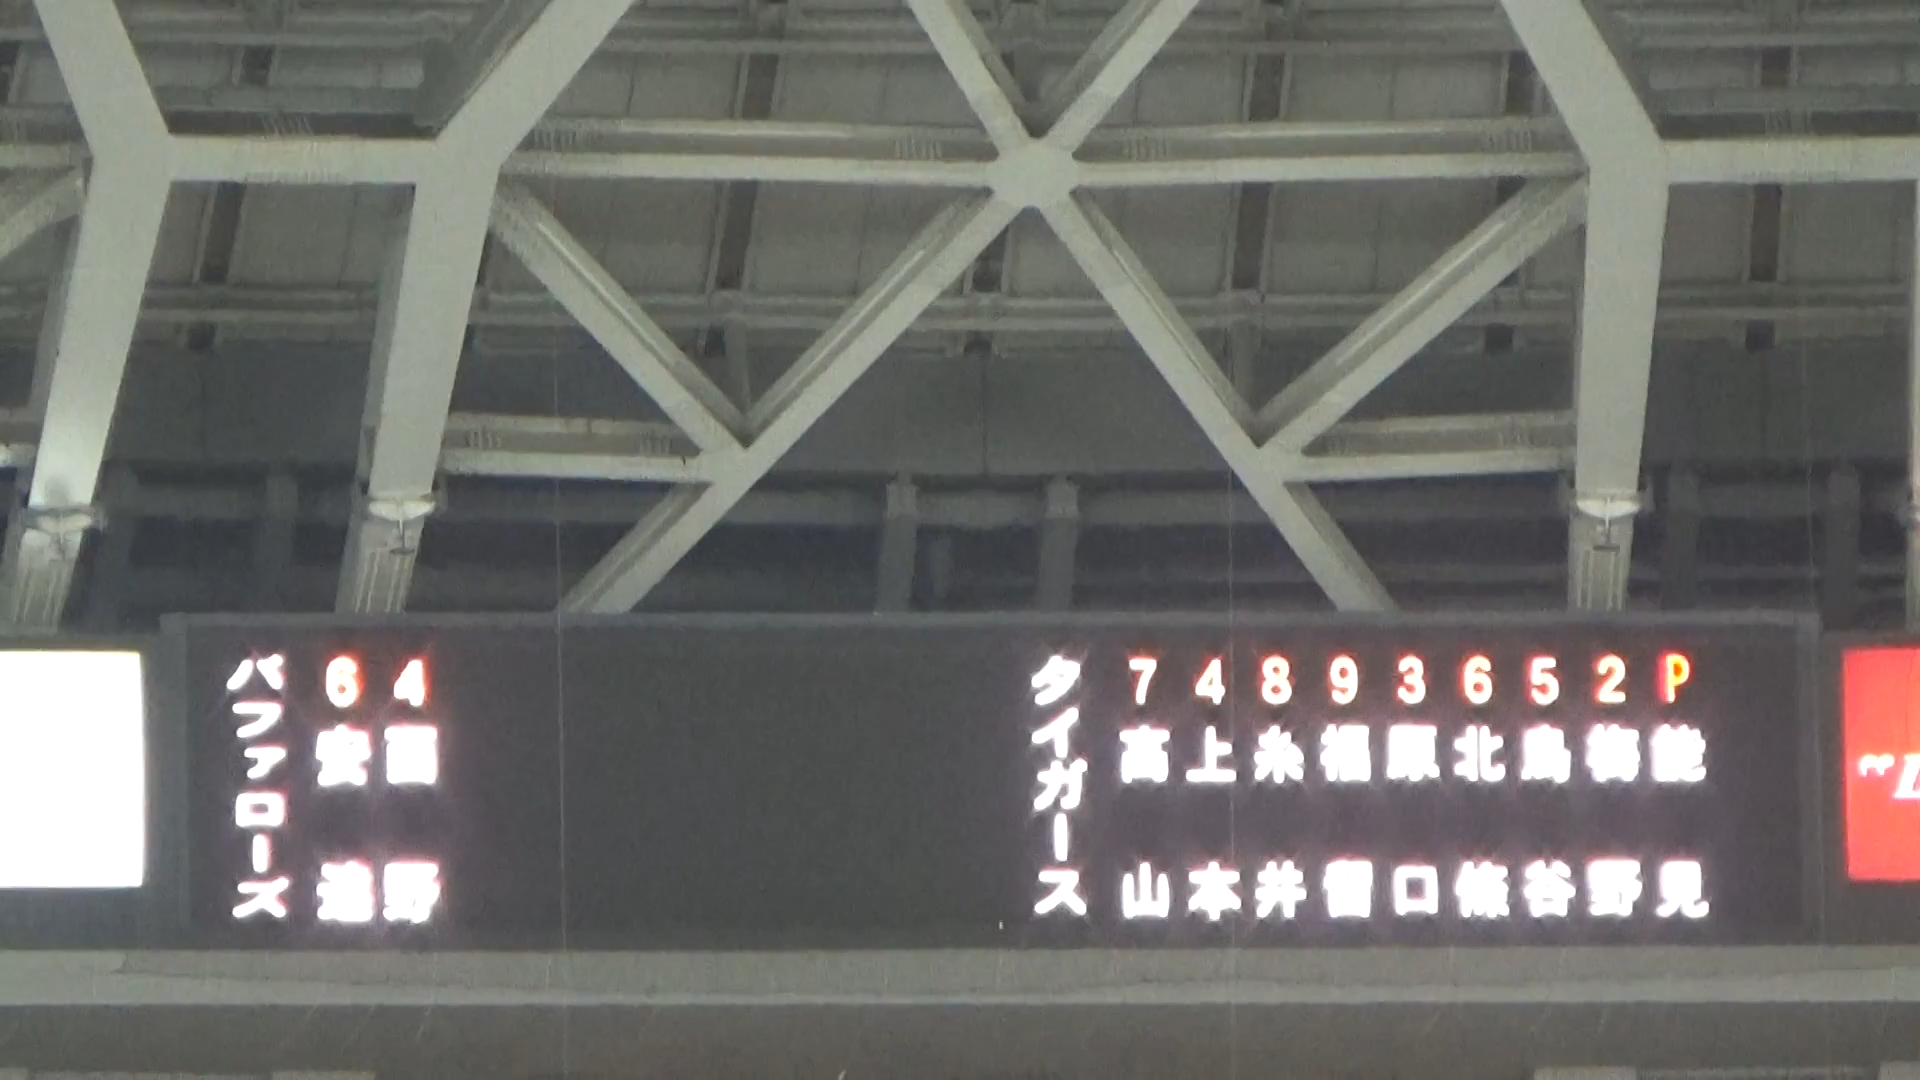 バファローズ
6 安達
4 西野
タイガース
7 高山
4 上本
8 糸井
9 福留
3 原口
6 北條
5 鳥谷
2 梅野
P 能見